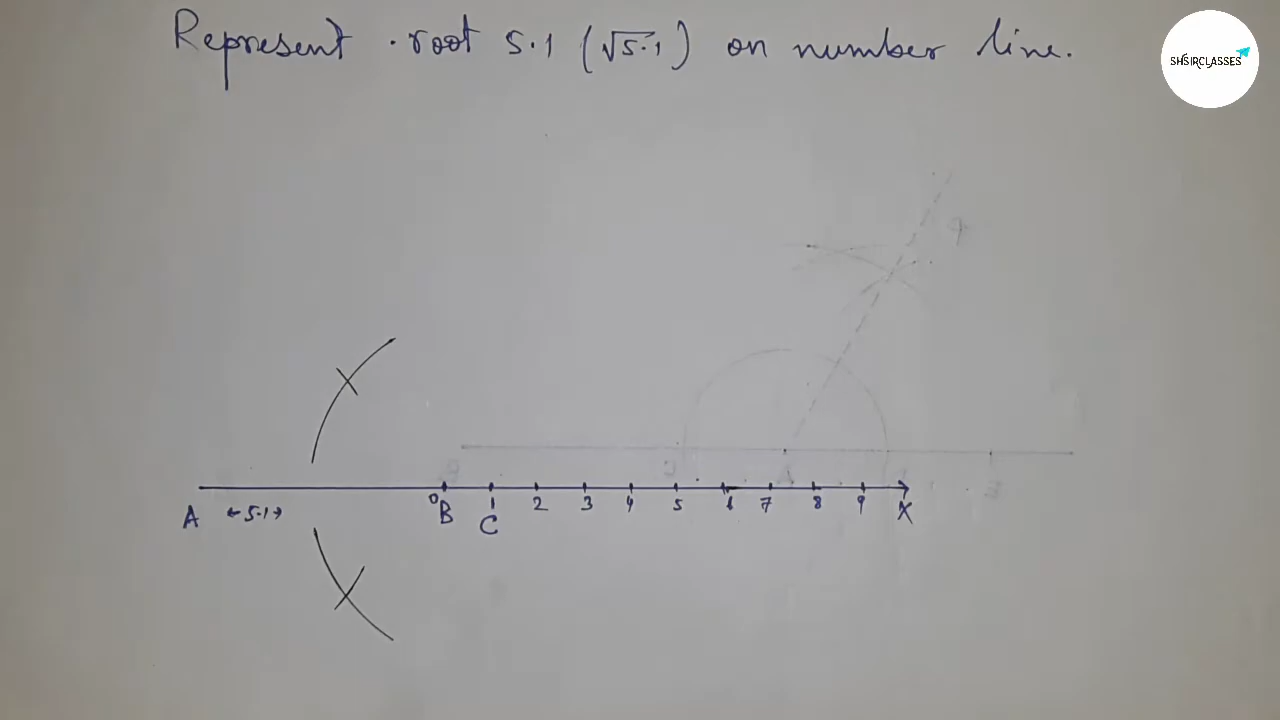 Represent . root 5.1 (√5.1) on number line.
SHSIRCLASSES
A 5.1 0 B 1 C 2 3 4 5 6 7 8 9 X